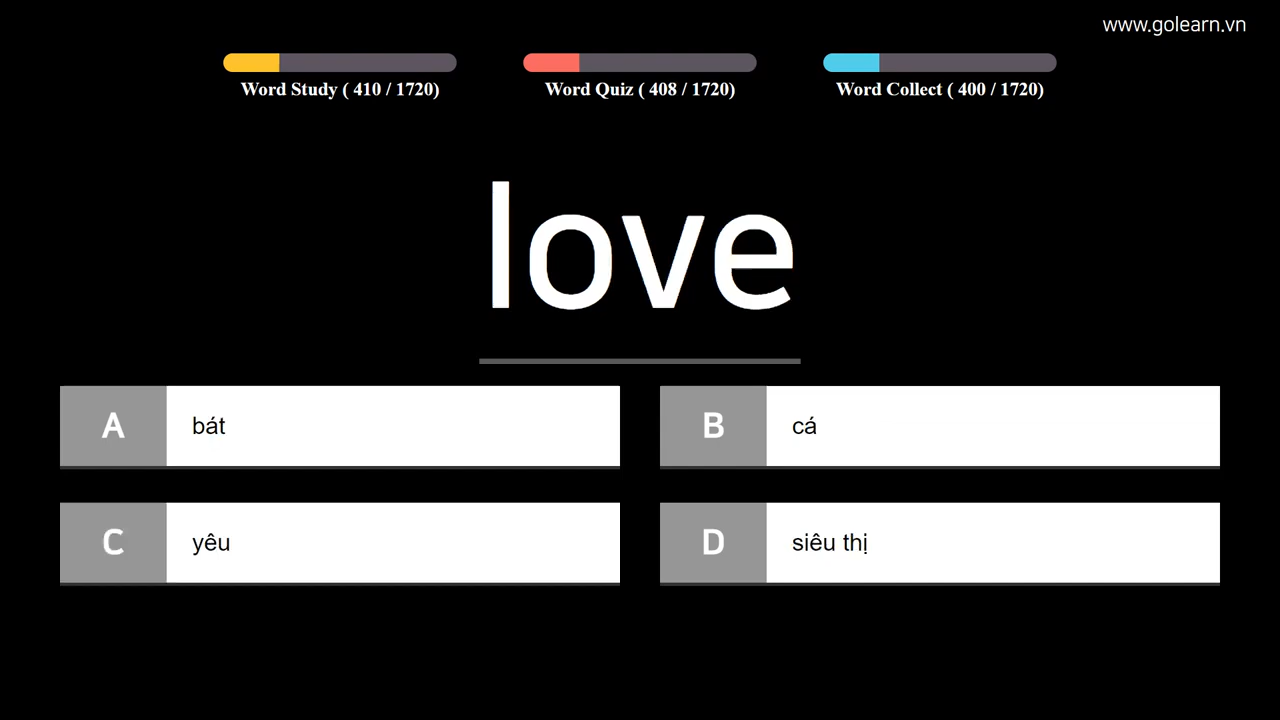 www.golearn.vn
Word Study ( 410 / 1720)
Word Quiz ( 408 / 1720)
Word Collect ( 400 / 1720)
love
A bát
B cá
C yêu
D siêu thị